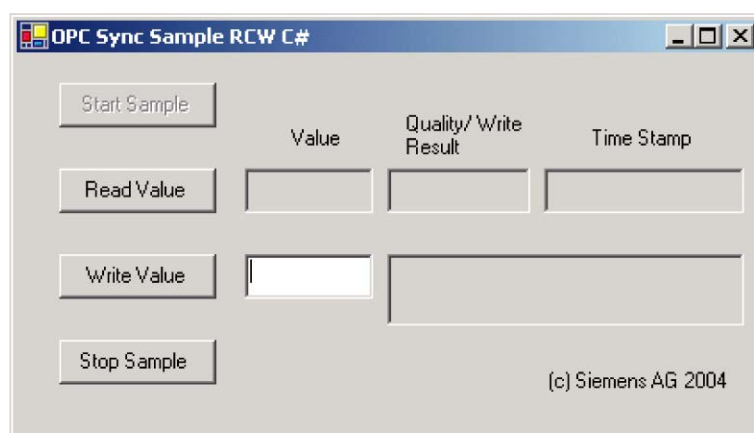 OPC Sync Sample RCW C#
Start Sample
Value
Quality/ Write
Result
Time Stamp
Read Value
Write Value
Stop Sample
(c) Siemens AG 2004